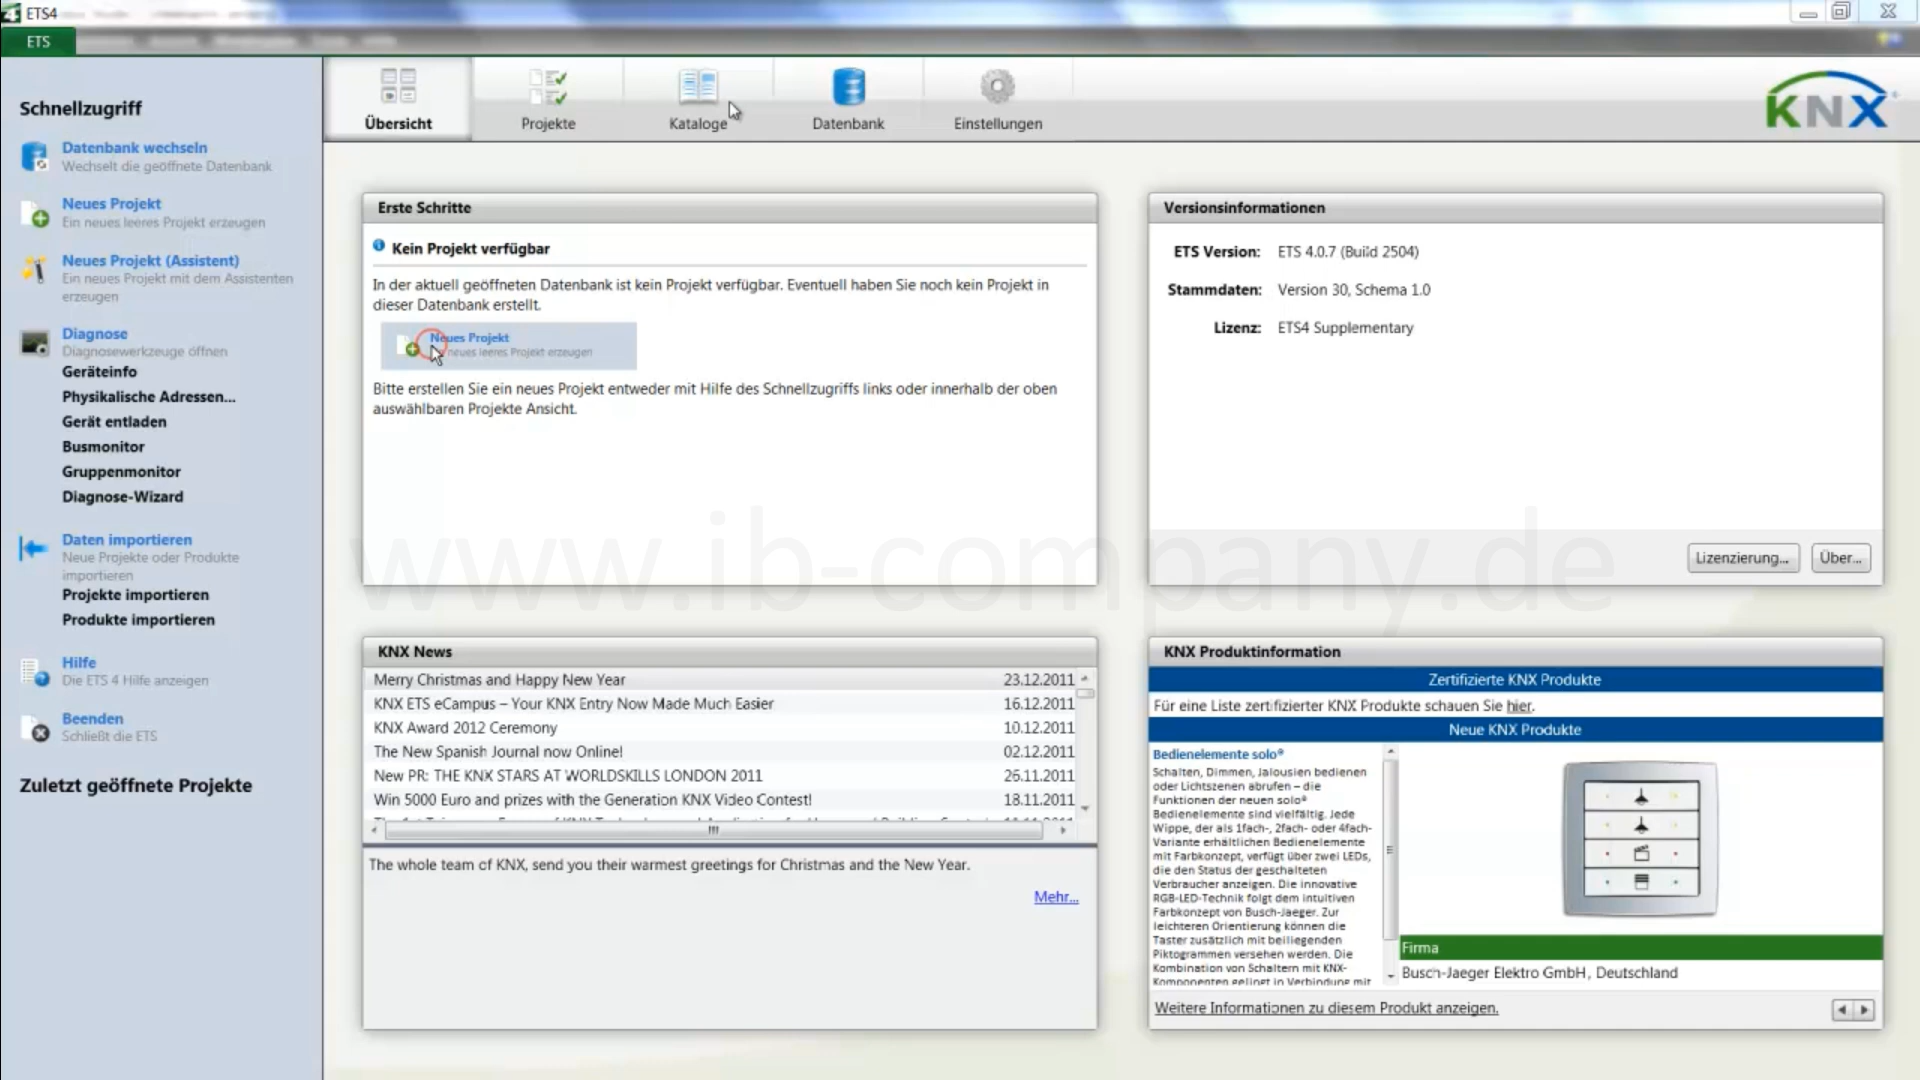 ETS4
ETS
Schnellzugriff
Datenbank wechseln
Wechselt die geöffnete Datenbank
Neues Projekt
Ein neues leeres Projekt erzeugen
Neues Projekt (Assistent)
Ein neues Projekt mit dem Assistenten
erzeugen
Diagnose
Diagnosewerkzeuge öffnen
Geräteinfo
Physikalische Adressen...
Gerät entladen
Busmonitor
Gruppenmonitor
Diagnose-Wizard
Daten importieren
Neue Projekte oder Produkte
importieren
Projekte importieren
Produkte importieren
Hilfe
Die ETS 4 Hilfe anzeigen
Beenden
Schließt die ETS
Zuletzt geöffnete Projekte
Übersicht
Projekte
Kataloge
Datenbank
Einstellungen
KNX
Erste Schritte
Kein Projekt verfügbar
In der aktuell geöffneten Datenbank ist kein Projekt verfügbar. Eventuell haben Sie noch kein Projekt in
dieser Datenbank erstellt.
Neues Projekt
neues leeres Projekt erzeugen
Bitte erstellen Sie ein neues Projekt entweder mit Hilfe des Schnellzugriffs links oder innerhalb der oben
auswählbaren Projekte Ansicht.
Versionsinformationen
ETS Version: ETS 4.0.7 (Build 2504)
Stammdaten: Version 30, Schema 1.0
Lizenz: ETS4 Supplementary
Lizenzierung...
Über...
www.ib-company.de
KNX News
Merry Christmas and Happy New Year 23.12.2011
KNX ETS eCampus – Your KNX Entry Now Made Much Easier 16.12.2011
KNX Award 2012 Ceremony 10.12.2011
The New Spanish Journal now Online! 02.12.2011
New PR: THE KNX STARS AT WORLDSKILLS LONDON 2011 26.11.2011
Win 5000 Euro and prizes with the Generation KNX Video Contest! 18.11.2011
The whole team of KNX, send you their warmest greetings for Christmas and the New Year.
Mehr...
KNX Produktinformation
Zertifizierte KNX Produkte
Für eine Liste zertifizierter KNX Produkte schauen Sie hier.
Neue KNX Produkte
Bedienelemente solo®
Schalten, Dimmen, Jalousien bedienen
oder Lichtszenen abrufen – die
Funktionen der neuen solo®
Bedienelemente sind vielfältig. Jede
Wippe, der als 1fach-, 2fach- oder 4fach-
Variante erhältlichen Bedienelemente
mit Farbkonzept, verfügt über zwei LEDs,
die den Status der geschalteten
Verbraucher anzeigen. Die innovative
RGB-LED-Technik folgt dem intuitiven
Farbkonzept von Busch-Jaeger. Zur
leichteren Orientierung können die
Taster zusätzlich mit beiliegenden
Piktogrammen versehen werden. Die
Kombination von Schaltern mit KNX-
Komponenten gelingt in Verbindung mit
Firma
Busch-Jaeger Elektro GmbH, Deutschland
Weitere Informationen zu diesem Produkt anzeigen.